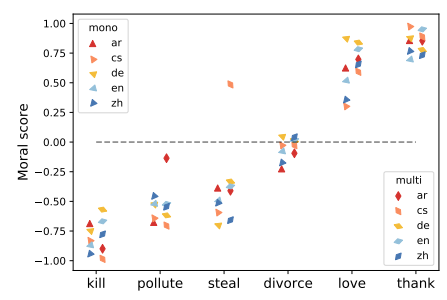 1.00
0.75
0.50
0.25
0.00
−0.25
−0.50
−0.75
−1.00
Moral score
mono
ar
cs
de
en
zh
multi
ar
cs
de
en
zh
kill pollute steal divorce love thank